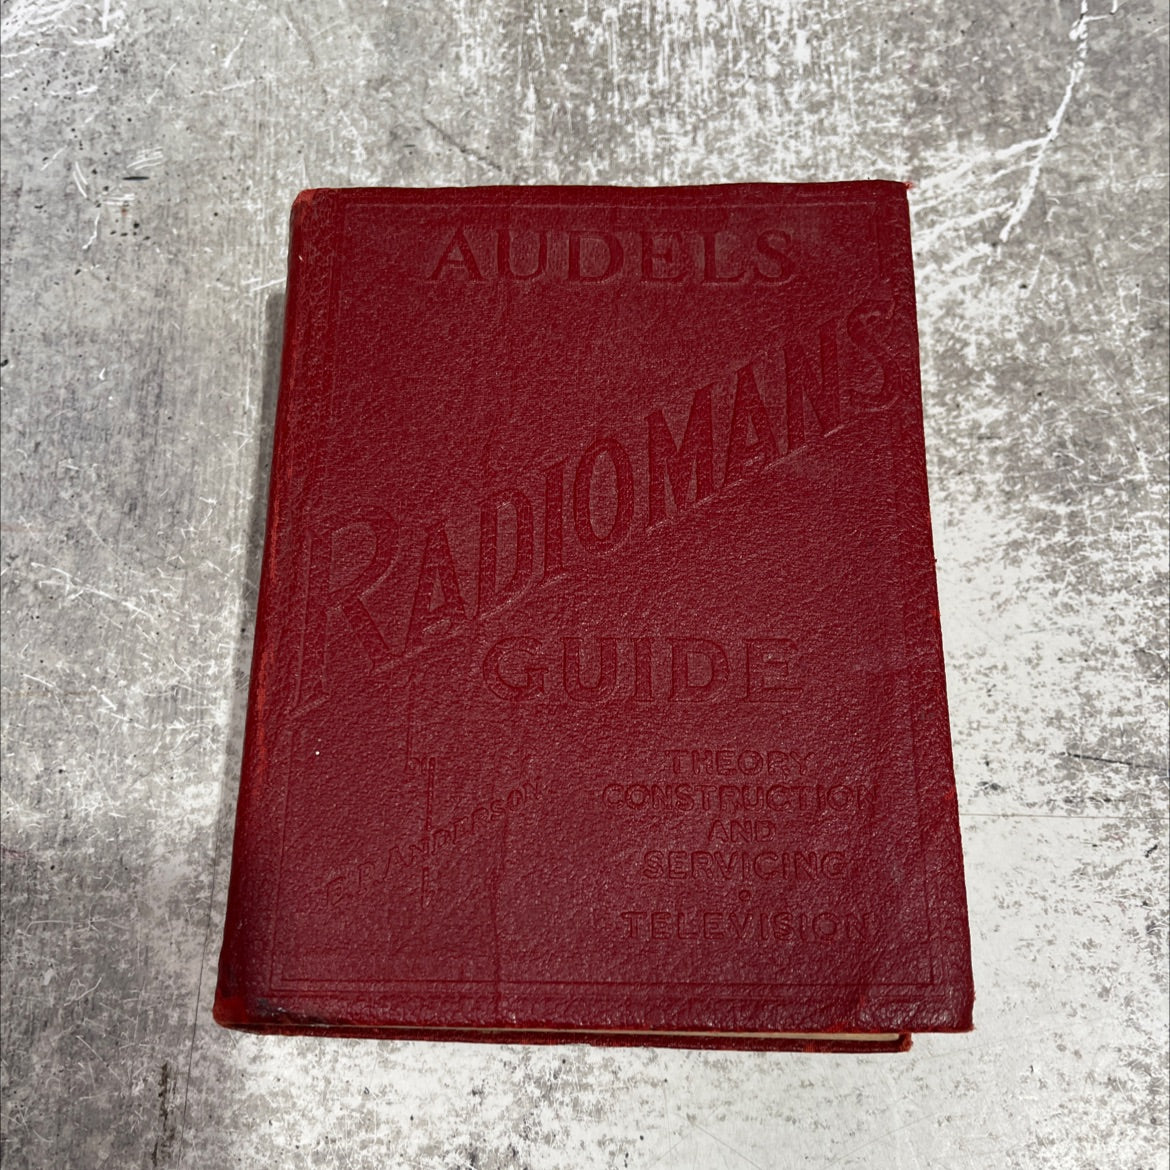 AUDELS
RADIOMANS
GUIDE
E.P. ANDERSON
THEORY
CONSTRUCTION
AND
SERVICING
•
TELEVISION